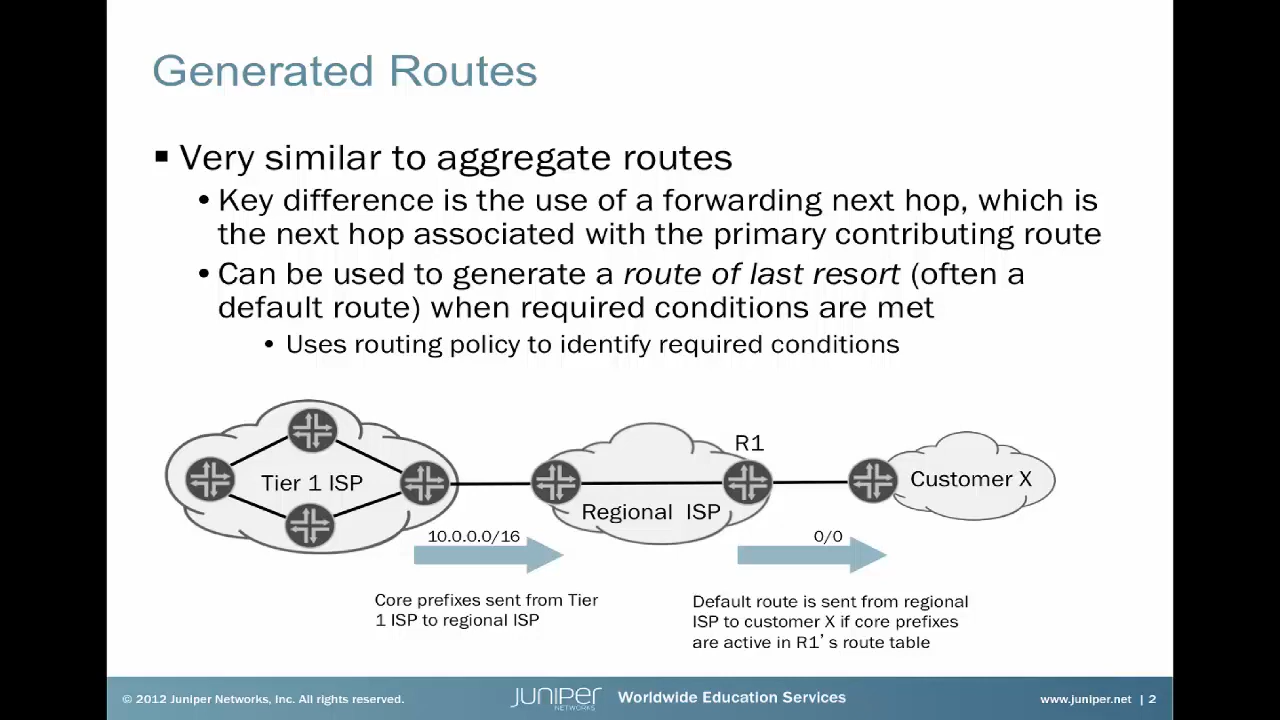 Generated Routes
▪ Very similar to aggregate routes
• Key difference is the use of a forwarding next hop, which is
the next hop associated with the primary contributing route
• Can be used to generate a route of last resort (often a
default route) when required conditions are met
• Uses routing policy to identify required conditions
R1
Tier 1 ISP
Customer X
Regional ISP
10.0.0.0/16
0/0
Core prefixes sent from Tier
1 ISP to regional ISP
Default route is sent from regional
ISP to customer X if core prefixes
are active in R1's route table
© 2012 Juniper Networks, Inc. All rights reserved.
JUNIPER
NETWORKS
Worldwide Education Services
www.juniper.net | 2